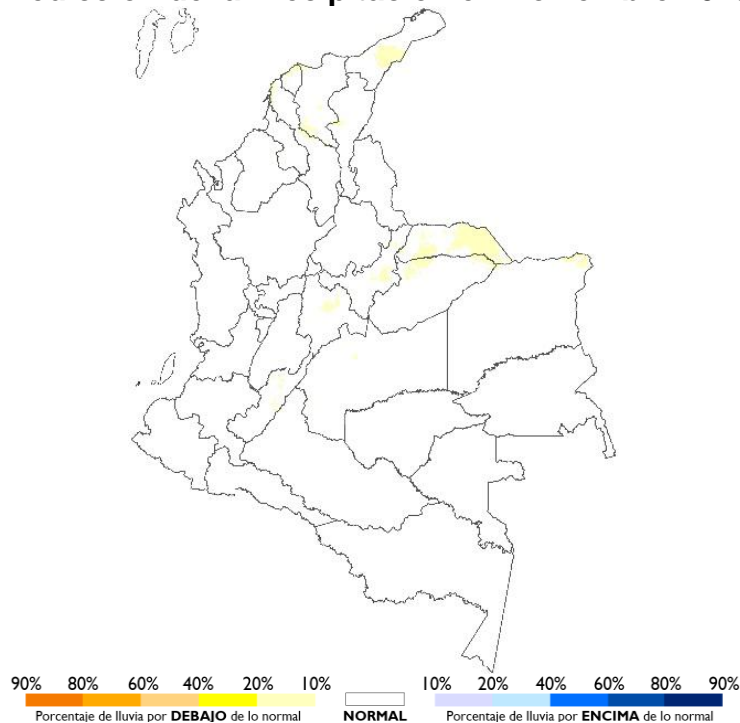 90% 80% 60% 40% 20% 10% 10% 20% 40% 60% 80% 90%
Porcentaje de lluvia por DEBAJO de lo normal NORMAL Porcentaje de lluvia por ENCIMA de lo normal